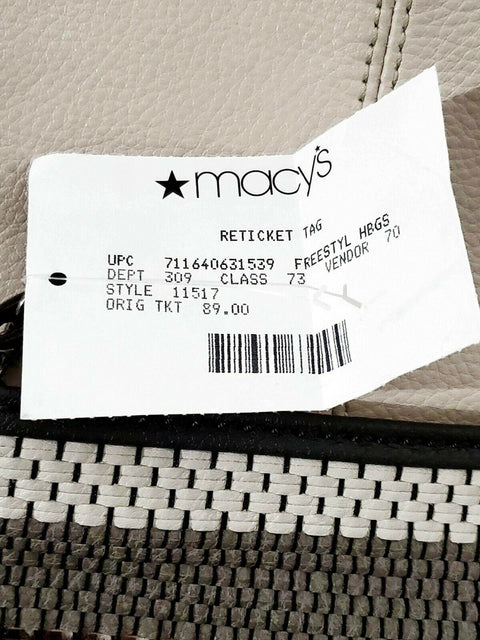 ★macy's
RETICKET TAG
UPC 711640631539 FREESTYL HBGS
DEPT 309 CLASS 73 VENDOR 70
STYLE 11517
ORIG TKT 89.00